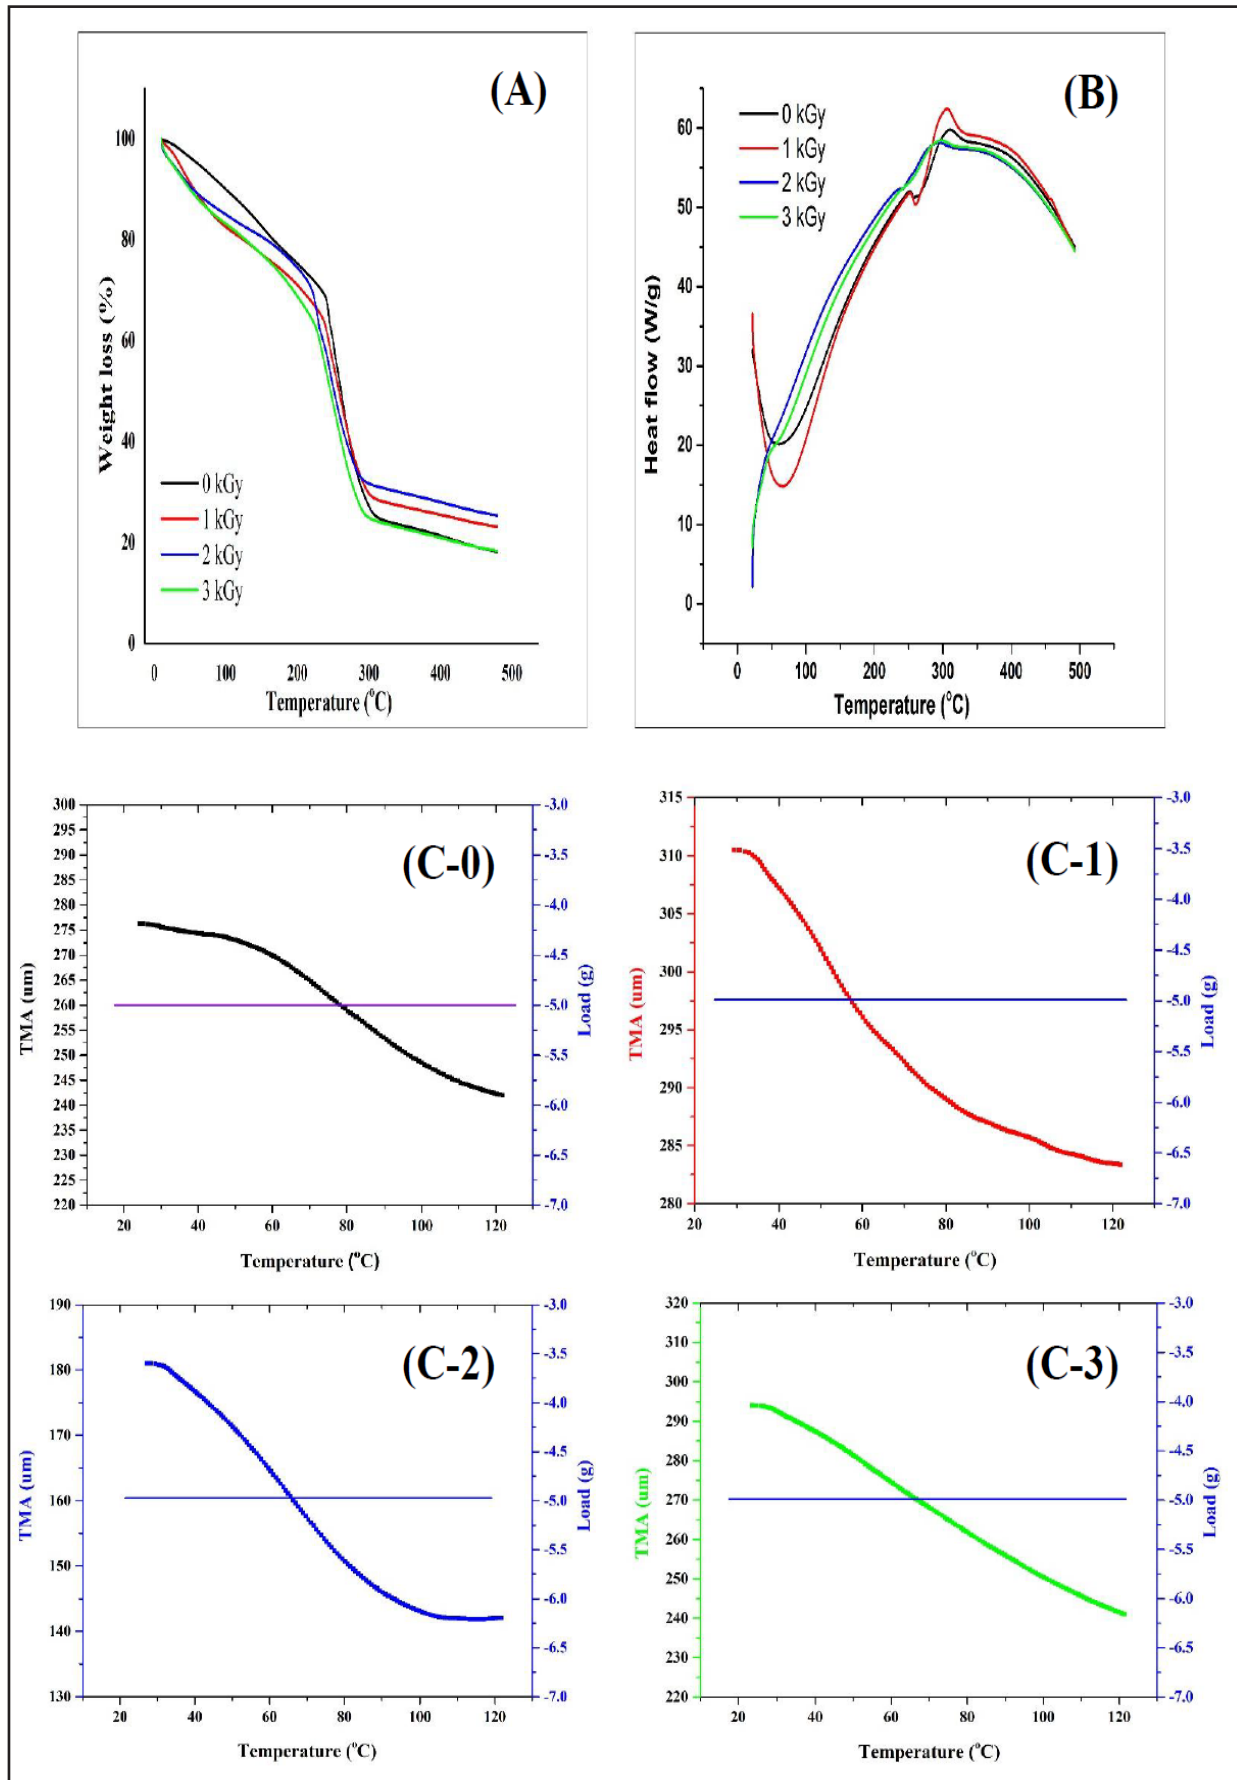 (A)
100
80
60
40
20
0
Weight loss (%)
0 kGy
1 kGy
2 kGy
3 kGy
0 100 200 300 400 500
Temperature (°C)
(B)
0 kGy
1 kGy
2 kGy
3 kGy
60
50
40
30
20
10
0
Heat flow (W/g)
0 100 200 300 400 500
Temperature (°C)
(C-0)
300
295
290
285
280
275
270
265
260
255
250
245
242
235
230
225
220
TMA (um)
-3.0
-3.5
-4.0
-4.5
-5.0
-5.5
-6.0
-6.5
-7.0
Load (g)
20 40 60 80 100 120
Temperature (°C)
(C-1)
315
310
305
300
295
290
285
280
TMA (um)
-3.0
-3.5
-4.0
-4.5
-5.0
-5.5
-6.0
-6.5
-7.0
Load (g)
20 40 60 80 100 120
Temperature (°C)
(C-2)
190
180
170
160
150
140
130
TMA (um)
-3.0
-3.5
-4.0
-4.5
-5.0
-5.5
-6.0
-6.5
-7.0
Load (g)
20 40 60 80 100 120
Temperature (°C)
(C-3)
320
310
300
290
280
270
260
250
240
230
220
TMA (um)
-3.0
-3.5
-4.0
-4.5
-5.0
-5.5
-6.0
-6.5
-7.0
Load (g)
20 40 60 80 100 120
Temperature (°C)